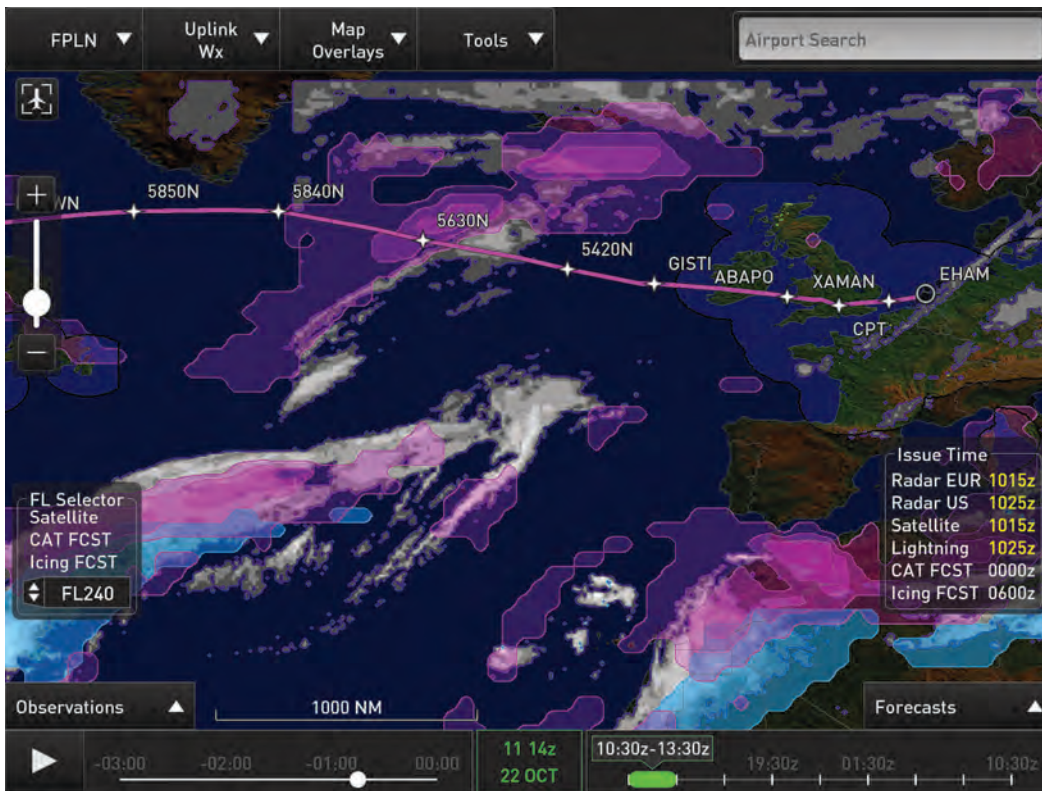 FPLN
Uplink
Wx
Map
Overlays
Tools
Airport Search
WN
5850N
5840N
5630N
5420N
GISTI
ABAPO
XAMAN
EHAM
CPT
FL Selector
Satellite
CAT FCST
Icing FCST
FL240
Issue Time
Radar EUR 1015z
Radar US 1025z
Satellite 1015z
Lightning 1025z
CAT FCST 0000z
Icing FCST 0600z
Observations
1000 NM
Forecasts
-03:00 -02:00 -01:00 00:00
11 14z
22 OCT
10:30z-13:30z
19:30z 01:30z 10:30z